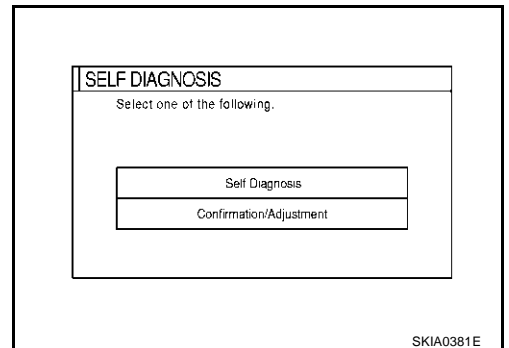 SELF DIAGNOSIS
Select one of the following.
Self Diagnosis
Confirmation/Adjustment
SKIA0381E